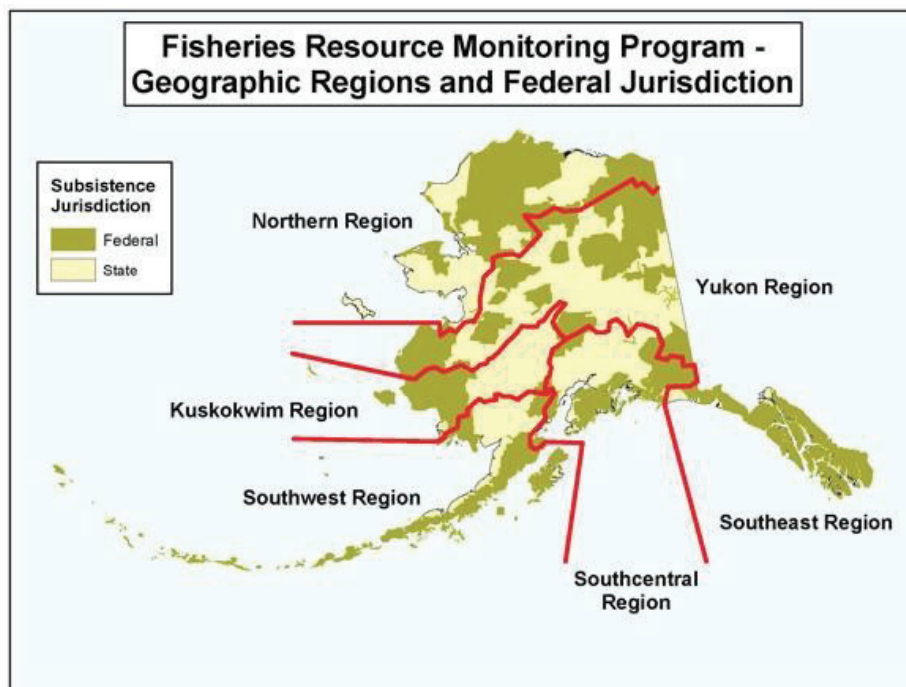 Fisheries Resource Monitoring Program -
Geographic Regions and Federal Jurisdiction
Subsistence
Jurisdiction
Federal
State
Northern Region
Yukon Region
Kuskokwim Region
Southwest Region
Southeast Region
Southcentral
Region